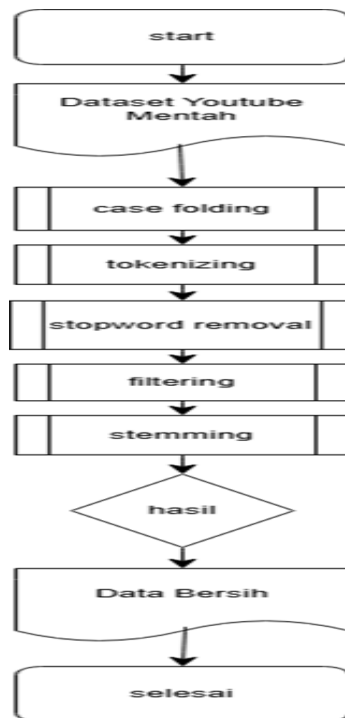 start
Dataset Youtube
Mentah
case folding
tokenizing
stopword removal
filtering
stemming
hasil
Data Bersih
selesai